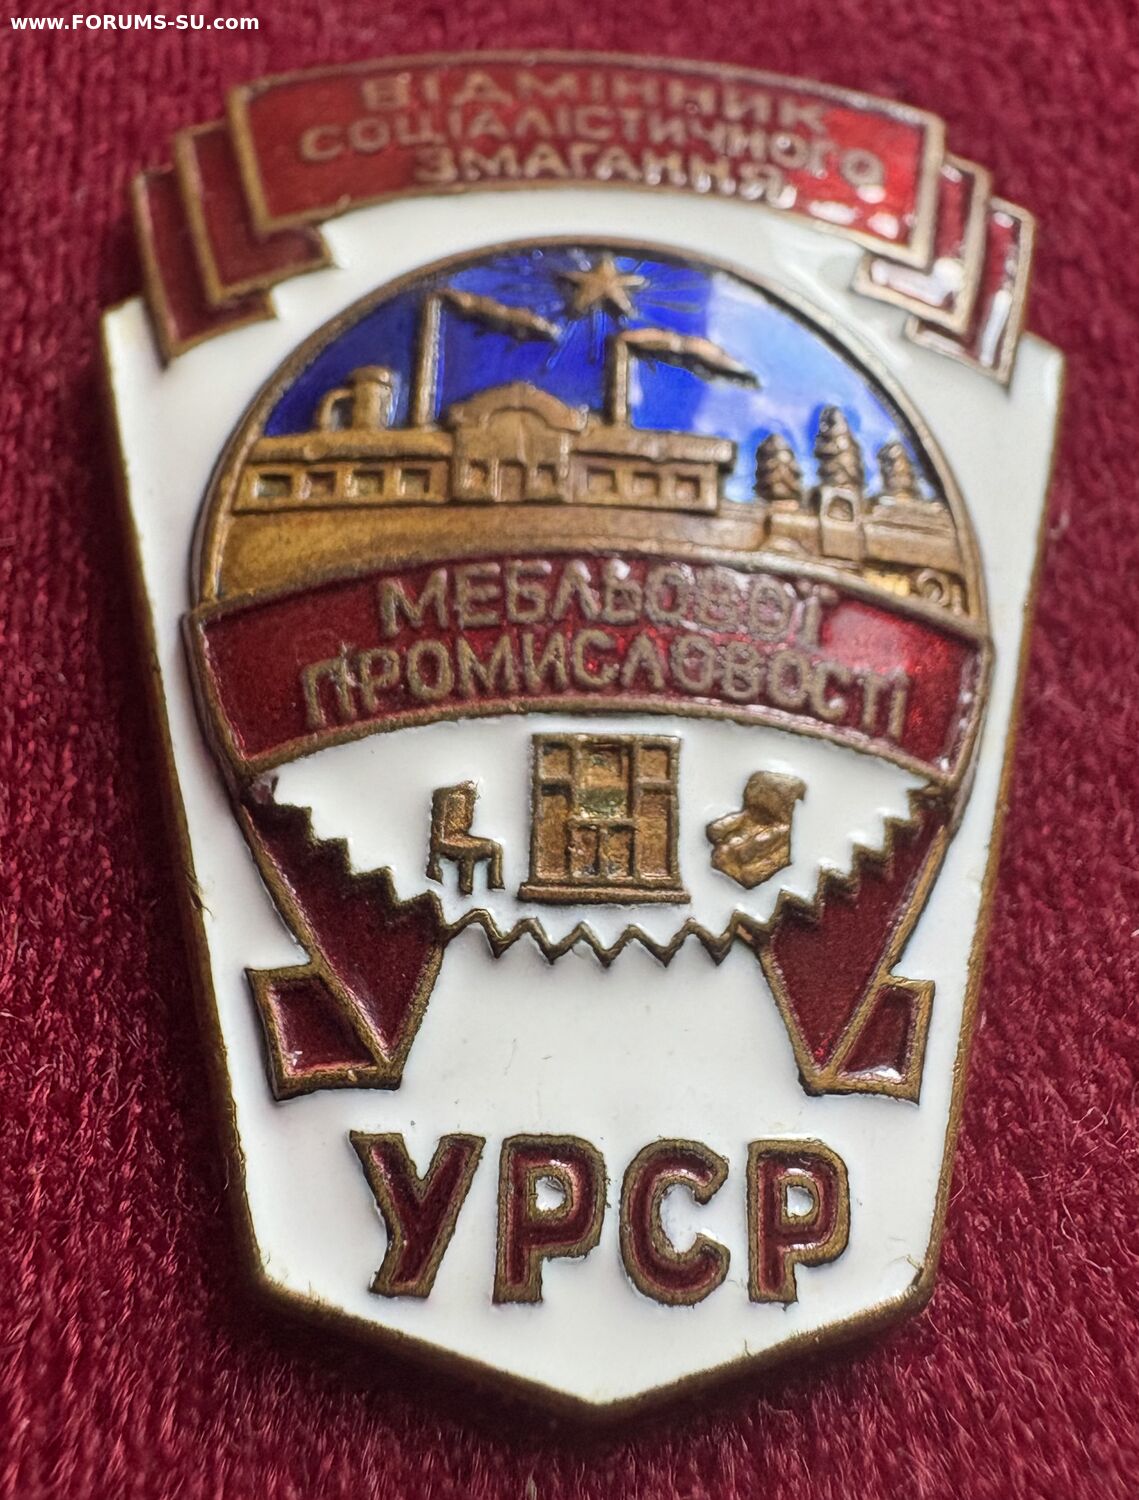 www.FORUMS-SU.com
ВІДМІННИК
СОЦІАЛІСТИЧНОГО
ЗМАГАННЯ
МЕБЛЬОВОЇ
ПРОМИСЛОВОСТІ
УРСР